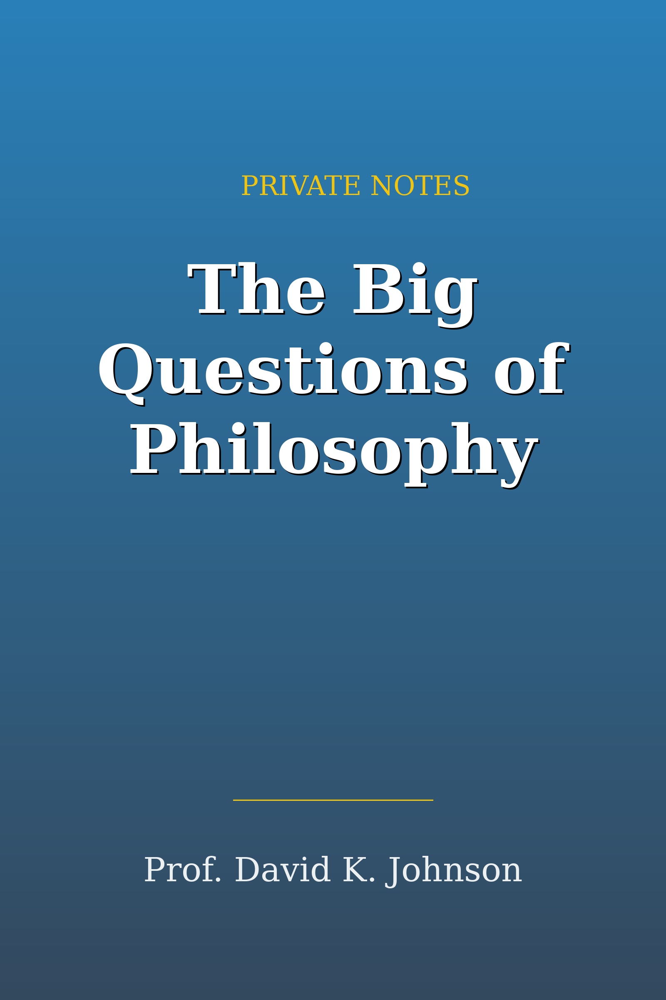 PRIVATE NOTES
The Big
Questions of
Philosophy
Prof. David K. Johnson